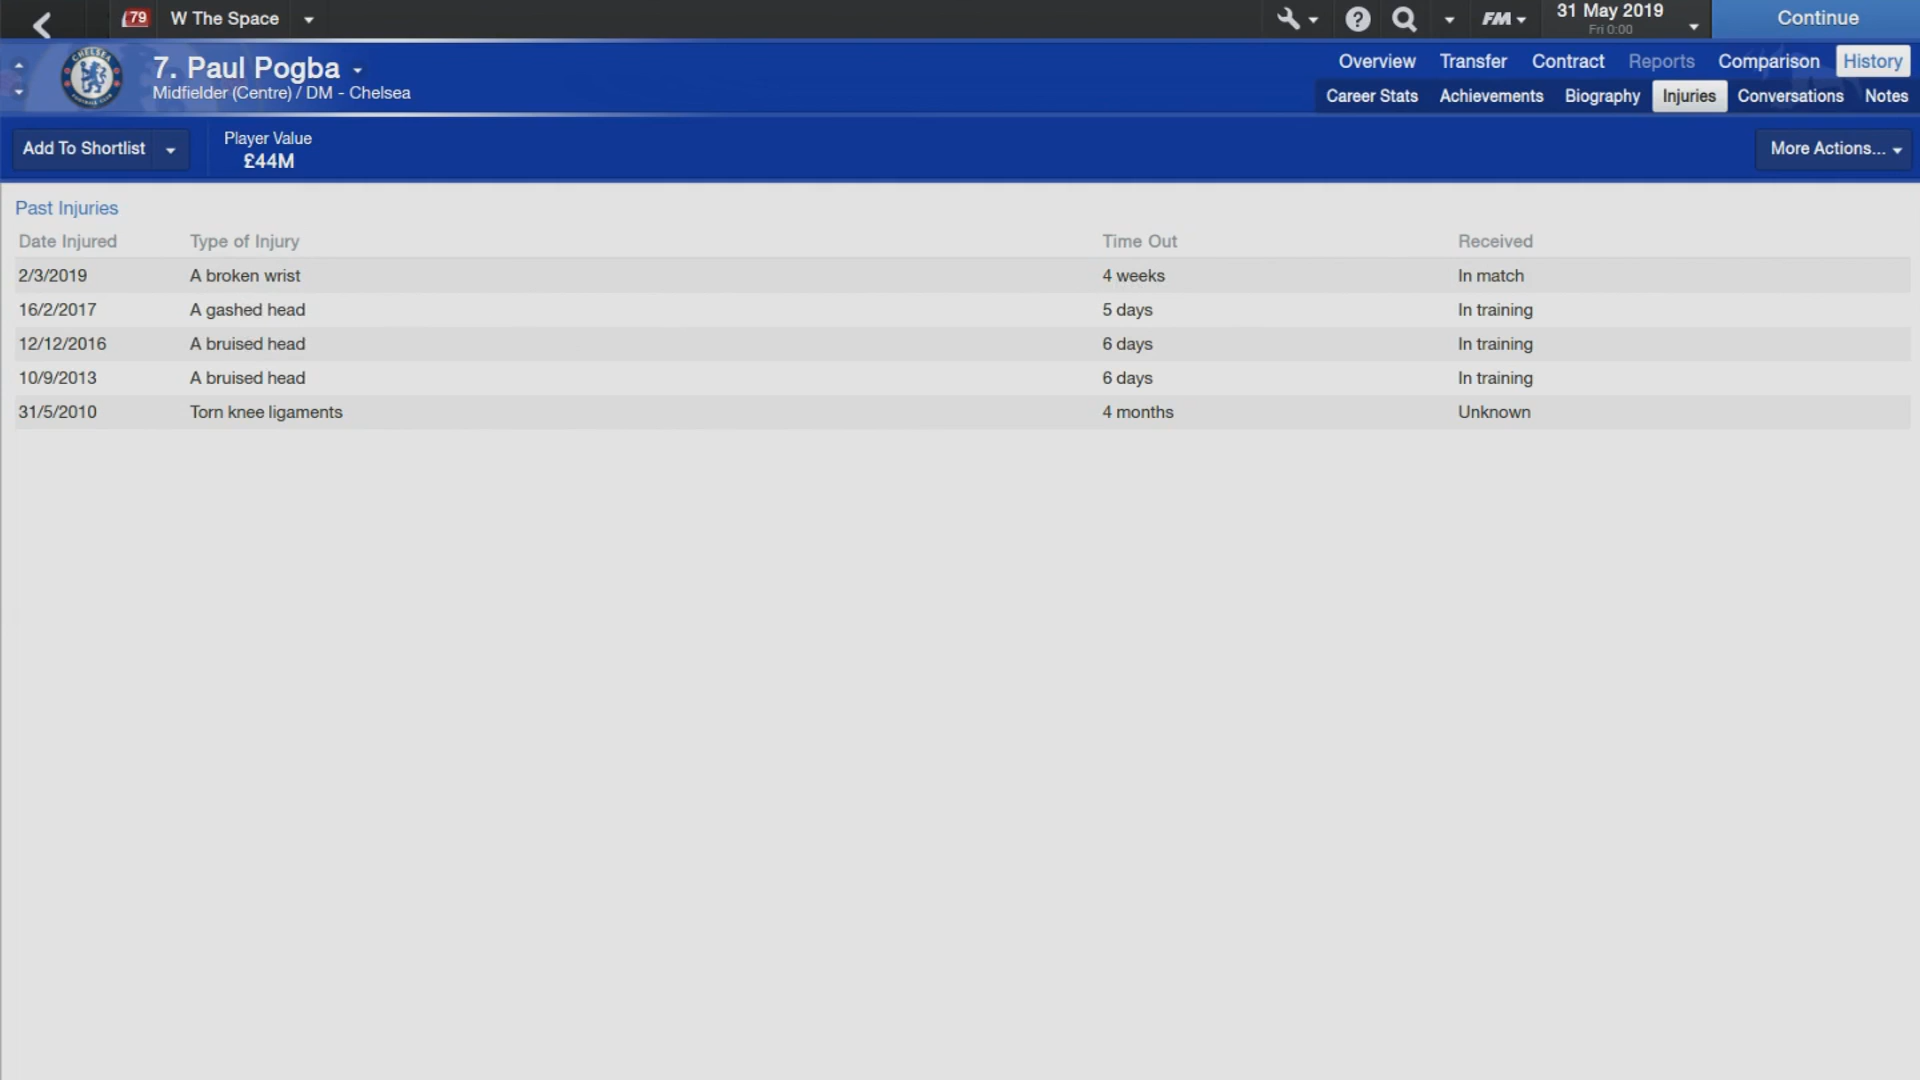 79 W The Space FM 31 May 2019 Continue
Fri 0:00
7. Paul Pogba Overview Transfer Contract Reports Comparison History
Midfielder (Centre) / DM - Chelsea Career Stats Achievements Biography Injuries Conversations Notes
Add To Shortlist Player Value More Actions...
£44M
Past Injuries
Date Injured Type of Injury Time Out Received
2/3/2019 A broken wrist 4 weeks In match
16/2/2017 A gashed head 5 days In training
12/12/2016 A bruised head 6 days In training
10/9/2013 A bruised head 6 days In training
31/5/2010 Torn knee ligaments 4 months Unknown